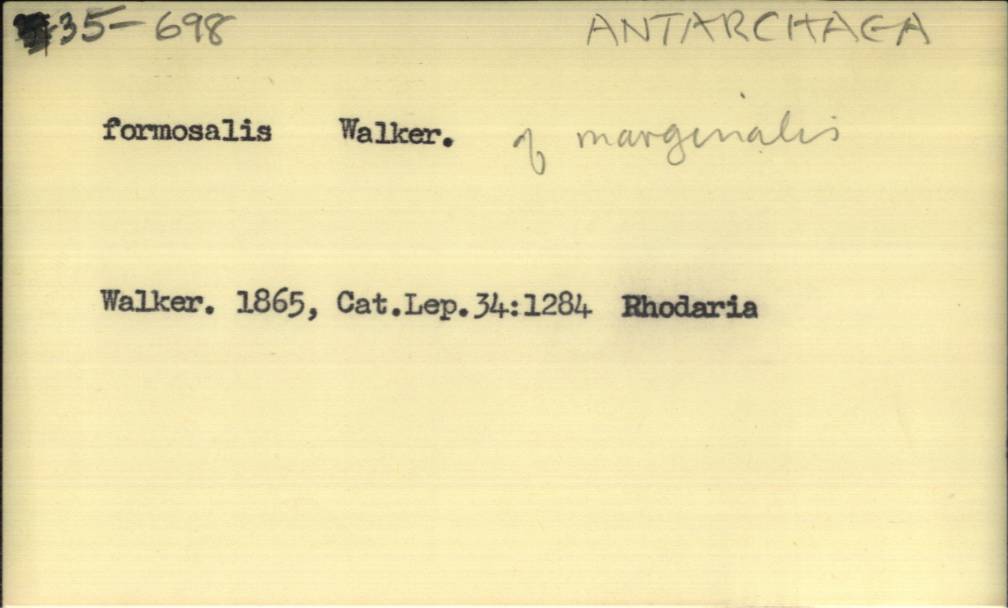 35-698 ANTARCHAEA
formosalis Walker. of marginalis
Walker. 1865, Cat.Lep.34:1284 Rhodaria